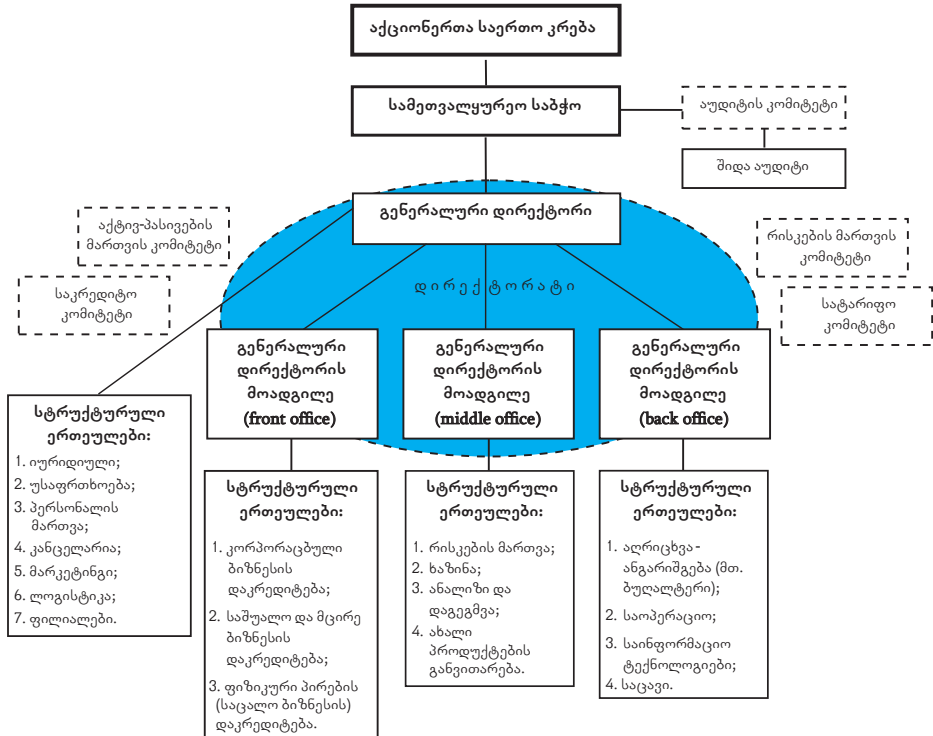 აქციონერთა საერთო კრება
სამეთვალყურეო საბჭო
აუდიტის კომიტეტი
შიდა აუდიტი
გენერალური დირექტორი
აქტივ-პასივების
მართვის კომიტეტი
რისკების მართვის
კომიტეტი
საკრედიტო
კომიტეტი
დირექტორატი
სატარიფო
კომიტეტი
გენერალური
დირექტორის
მოადგილე
(front office)
გენერალური
დირექტორის
მოადგილე
(middle office)
გენერალური
დირექტორის
მოადგილე
(back office)
სტრუქტურული
ერთეულები:
1. იურიდიული;
2. უსაფრთხოება;
3. პერსონალის
მართვა;
4. კანცელარია;
5. მარკეტინგი;
6. ლოგისტიკა;
7. ფილიალები.
სტრუქტურული
ერთეულები:
1. კორპორაცბული
ბიზნესის
დაკრედიტება;
2. საშუალო და მცირე
ბიზნესის
დაკრედიტება;
3. ფიზიკური პირების
(საცალო ბიზნესის)
დაკრედიტება.
სტრუქტურული
ერთეულები:
1. რისკების მართვა;
2. ხაზინა;
3. ანალიზი და
დაგეგმვა;
4. ახალი
პროდუქტების
განვითარება.
სტრუქტურული
ერთეულები:
1. აღრიცხვა-
ანგარიშგება (მთ.
ბუღალტერი);
2. საოპერაციო;
3. საინფორმაციო
ტექნოლოგიები;
4. საცავი.